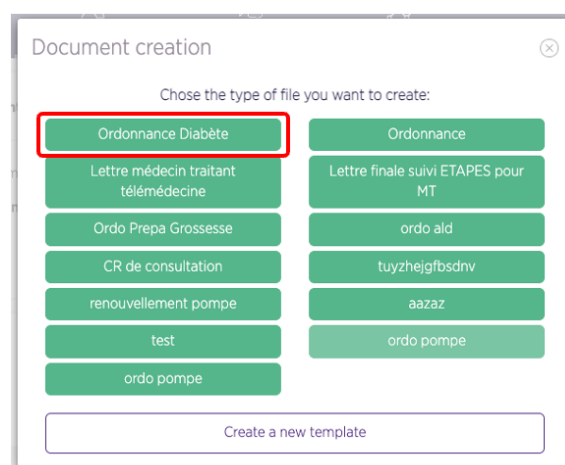 Document creation
Chose the type of file you want to create:
Ordonnance Diabète
Ordonnance
Lettre médecin traitant
télémédecine
Lettre finale suivi ETAPES pour
MT
Ordo Prepa Grossesse
ordo ald
CR de consultation
tuyzhejgfbsdnv
renouvellement pompe
aazaz
test
ordo pompe
ordo pompe
Create a new template